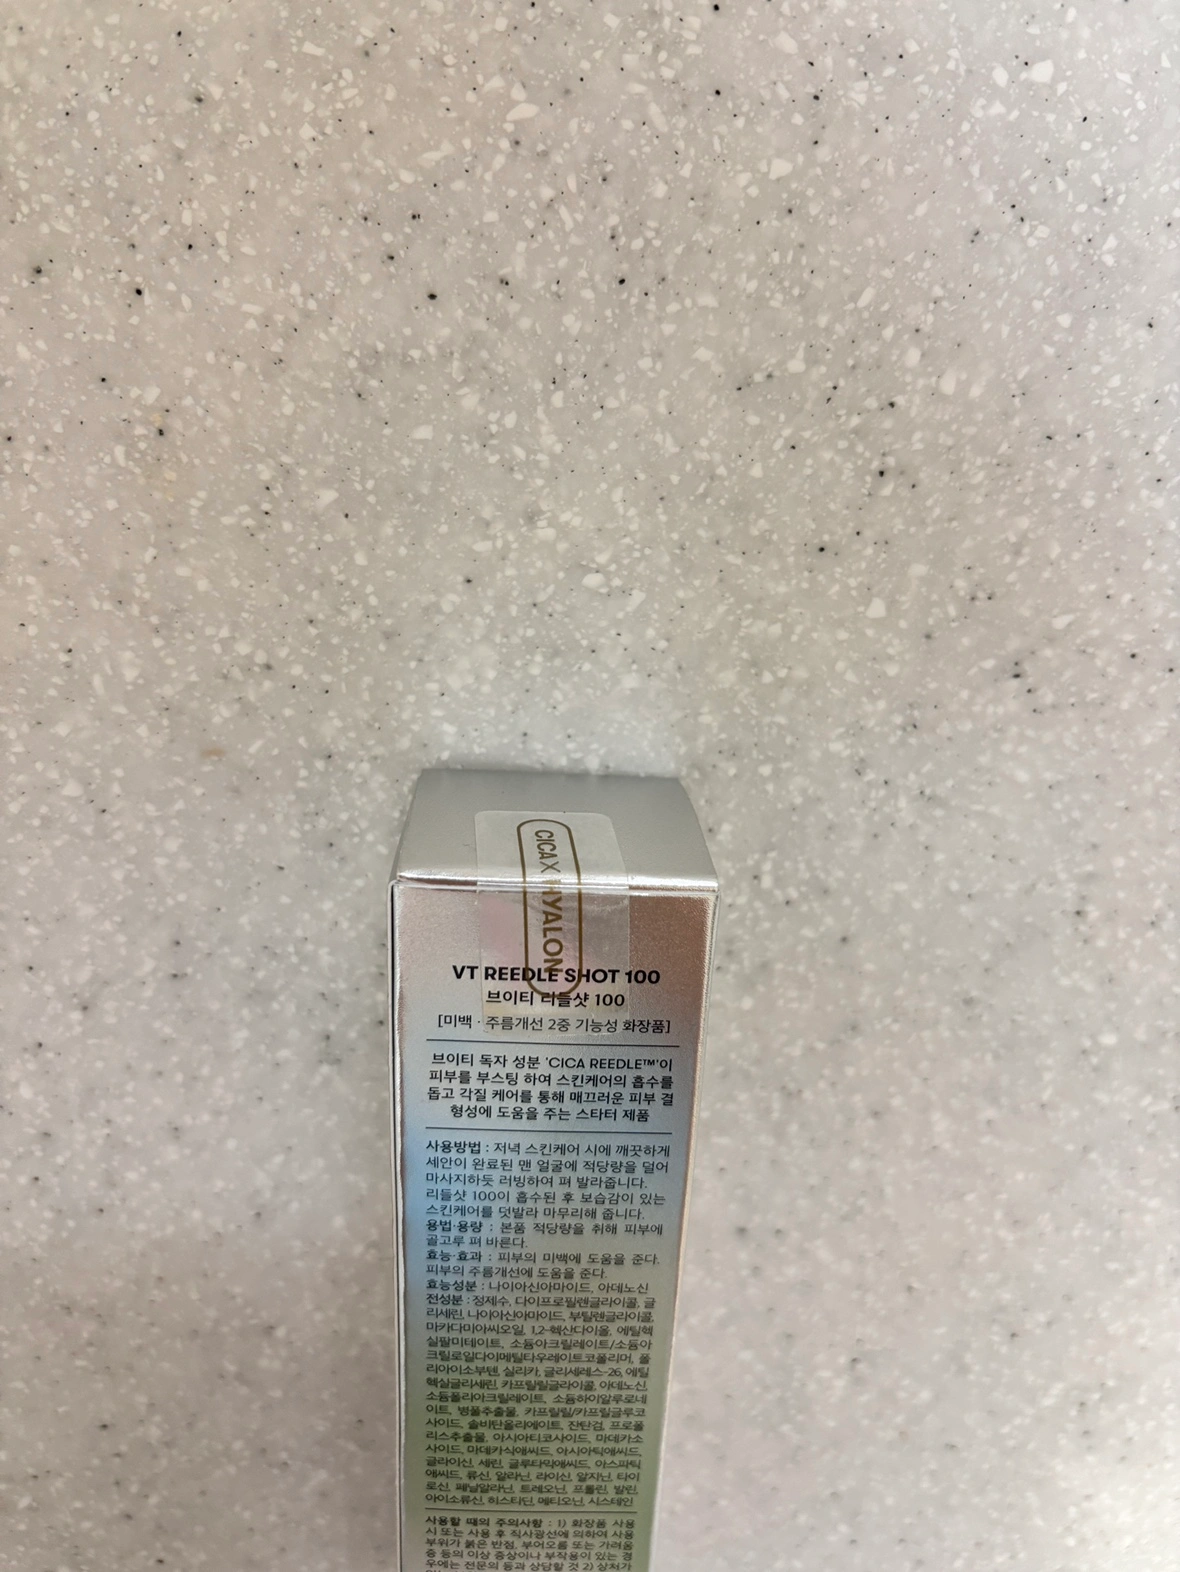 CICA X HYALON
VT REEDLE SHOT 100
브이티 리들샷 100
[미백 · 주름개선 2중 기능성 화장품]
브이티 독자 성분 'CICA REEDLE™'이
피부를 부스팅 하여 스킨케어의 흡수를
돕고 각질 케어를 통해 매끄러운 피부 결
형성에 도움을 주는 스타터 제품
사용방법 : 저녁 스킨케어 시에 깨끗하게
세안이 완료된 맨 얼굴에 적당량을 덜어
마사지하듯 러빙하여 펴 발라줍니다.
리들샷 100이 흡수된 후 보습감이 있는
스킨케어를 덧발라 마무리해 줍니다.
용법·용량 : 본품 적당량을 취해 피부에
골고루 펴 바른다.
효능·효과 : 피부의 미백에 도움을 준다.
피부의 주름개선에 도움을 준다.
효능성분 : 나이아신아마이드, 아데노신
전성분 : 정제수, 다이프로필렌글라이콜, 글
리세린, 나이아신아마이드, 부틸렌글라이콜,
마카다미아씨오일, 1,2-헥산다이올, 에틸헥
실팔미테이트, 소듐아크릴레이트/소듐아
크릴로일다이메틸타우레이트코폴리머, 폴
리아이소부텐, 실리카, 글리세레스-26, 에틸
헥실글리세린, 카프릴릴글라이콜, 아데노신,
소듐폴리아크릴레이트, 소듐하이알루로네
이트, 병풀추출물, 카프릴릴/카프릴글루코
사이드, 솔비탄올리에이트, 잔탄검, 프로폴
리스추출물, 아시아티코사이드, 마데카소
사이드, 마데카식애씨드, 아시아틱애씨드,
글라이신, 세린, 글루타믹애씨드, 아스파틱
애씨드, 류신, 알라닌, 라이신, 알지닌, 타이
로신, 페닐알라닌, 트레오닌, 프롤린, 발린,
아이소류신, 히스티딘, 메티오닌, 시스테인
사용할 때의 주의사항 : 1) 화장품 사용
시 또는 사용 후 직사광선에 의하여 사용
부위가 붉은 반점, 부어오름 또는 가려움
증 등의 이상 증상이나 부작용이 있는 경
우에는 전문의 등과 상담할 것 2) 상처가